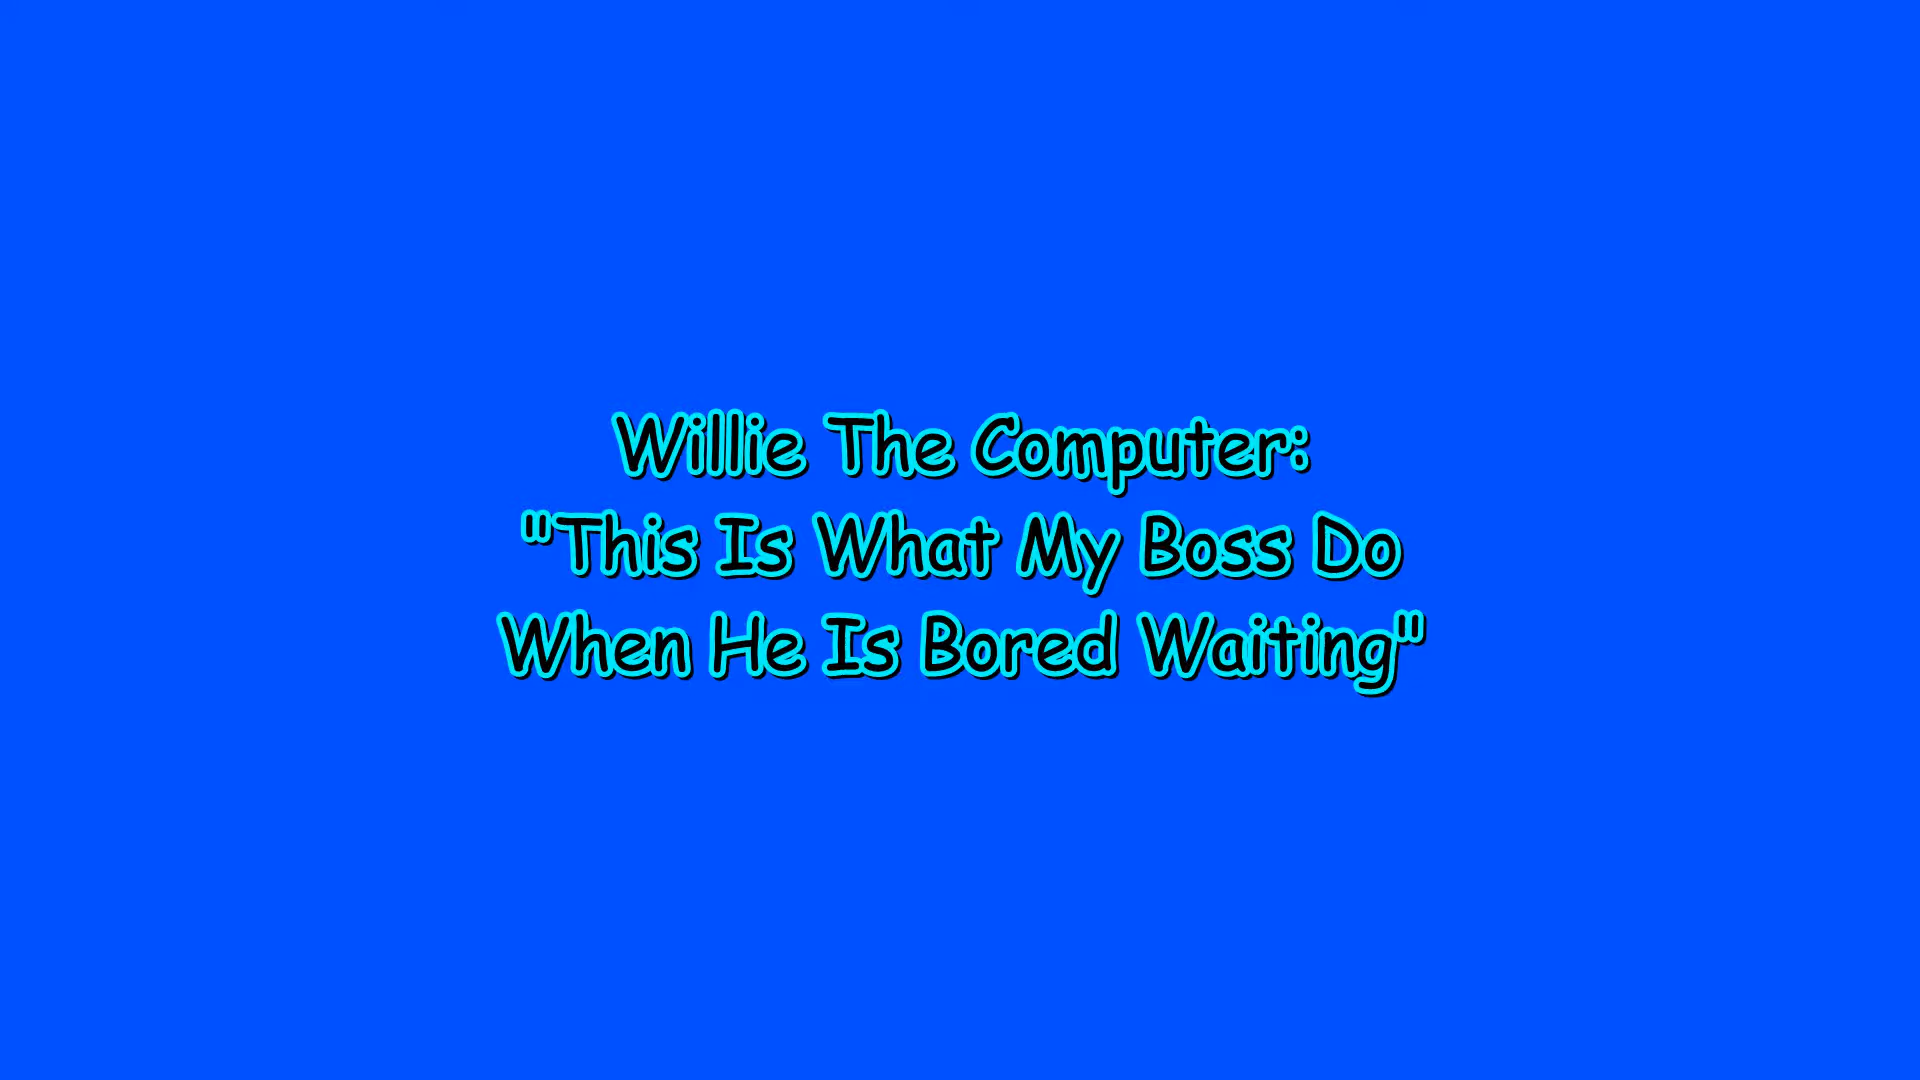 Willie The Computer:
"This Is What My Boss Do
When He Is Bored Waiting"